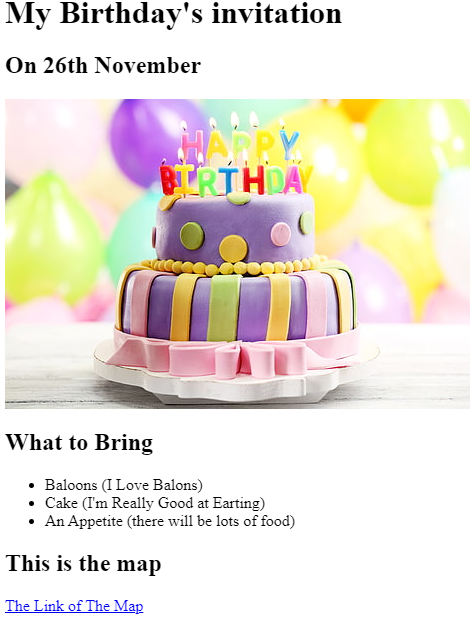 My Birthday's invitation
On 26th November
HAPPY
BIRTHDAY
What to Bring
Baloons (I Love Balons)
Cake (I'm Really Good at Earting)
An Appetite (there will be lots of food)
This is the map
The Link of The Map